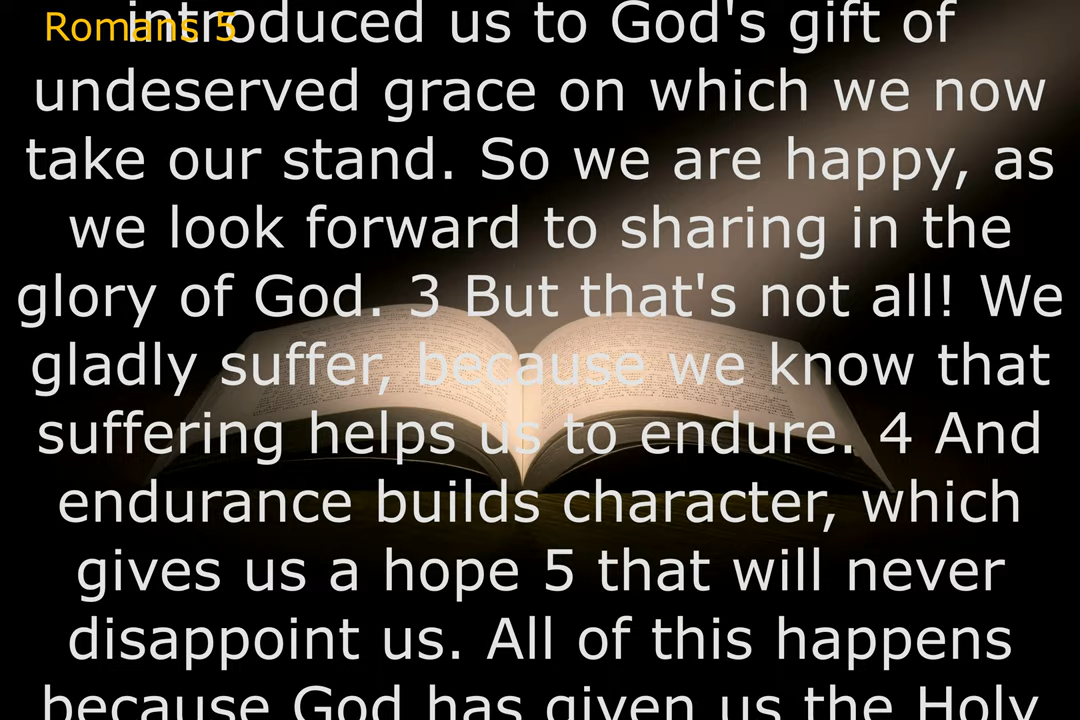 Romans 5
introduced us to God's gift of
undeserved grace on which we now
take our stand. So we are happy, as
we look forward to sharing in the
glory of God. 3 But that's not all! We
gladly suffer, because we know that
suffering helps us to endure. 4 And
endurance builds character, which
gives us a hope 5 that will never
disappoint us. All of this happens
because God has given us the Holy